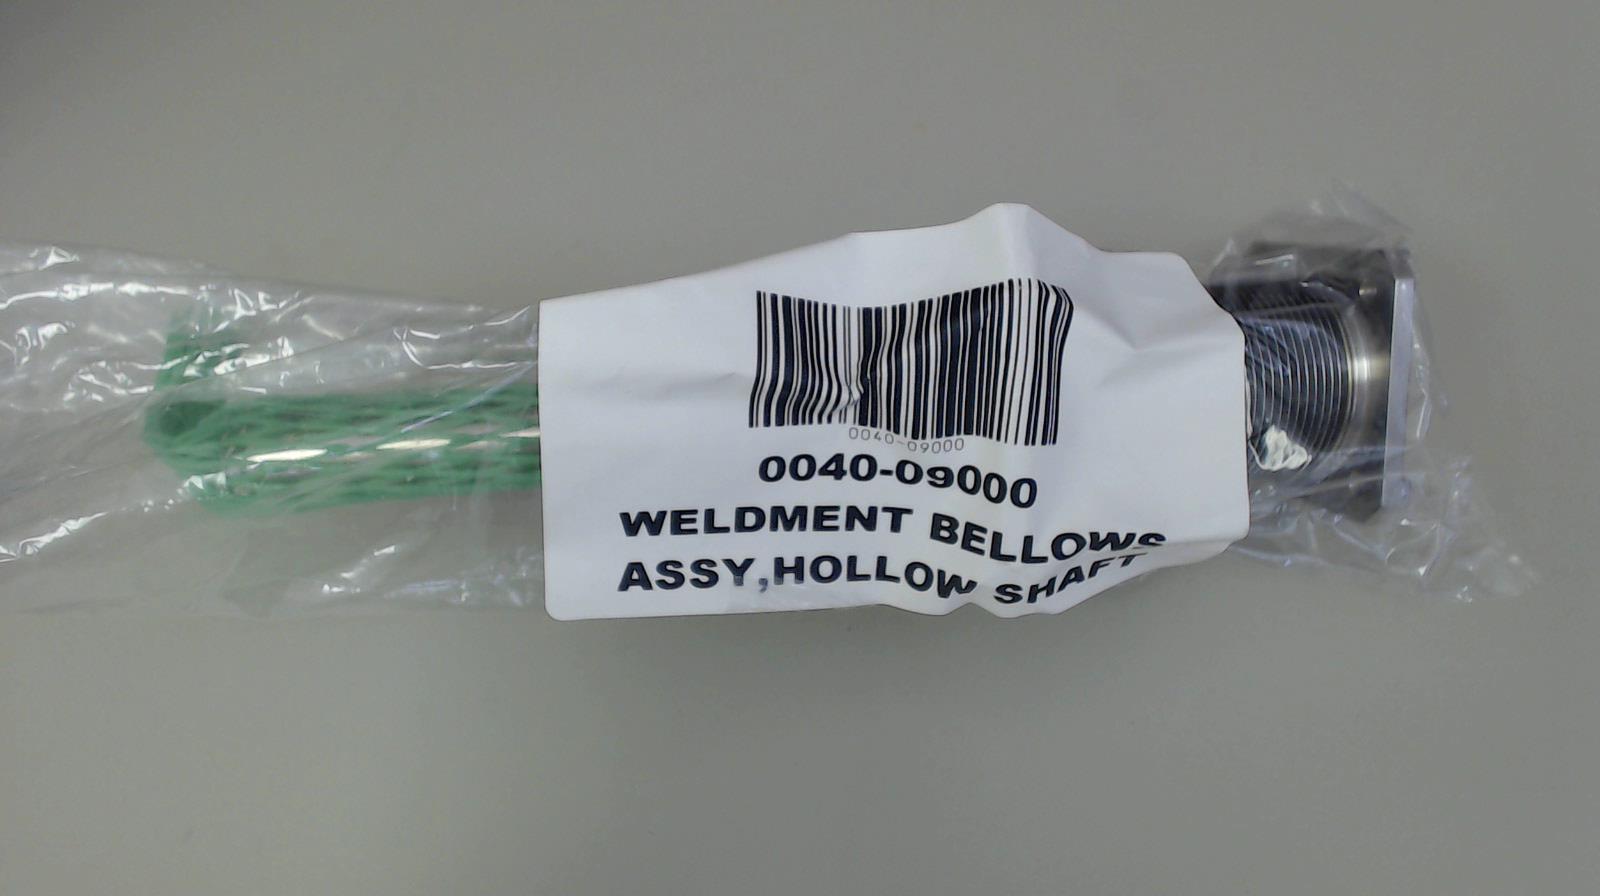 0040-09000
0040-09000
WELDMENT BELLOWS
ASSY,HOLLOW SHAFT